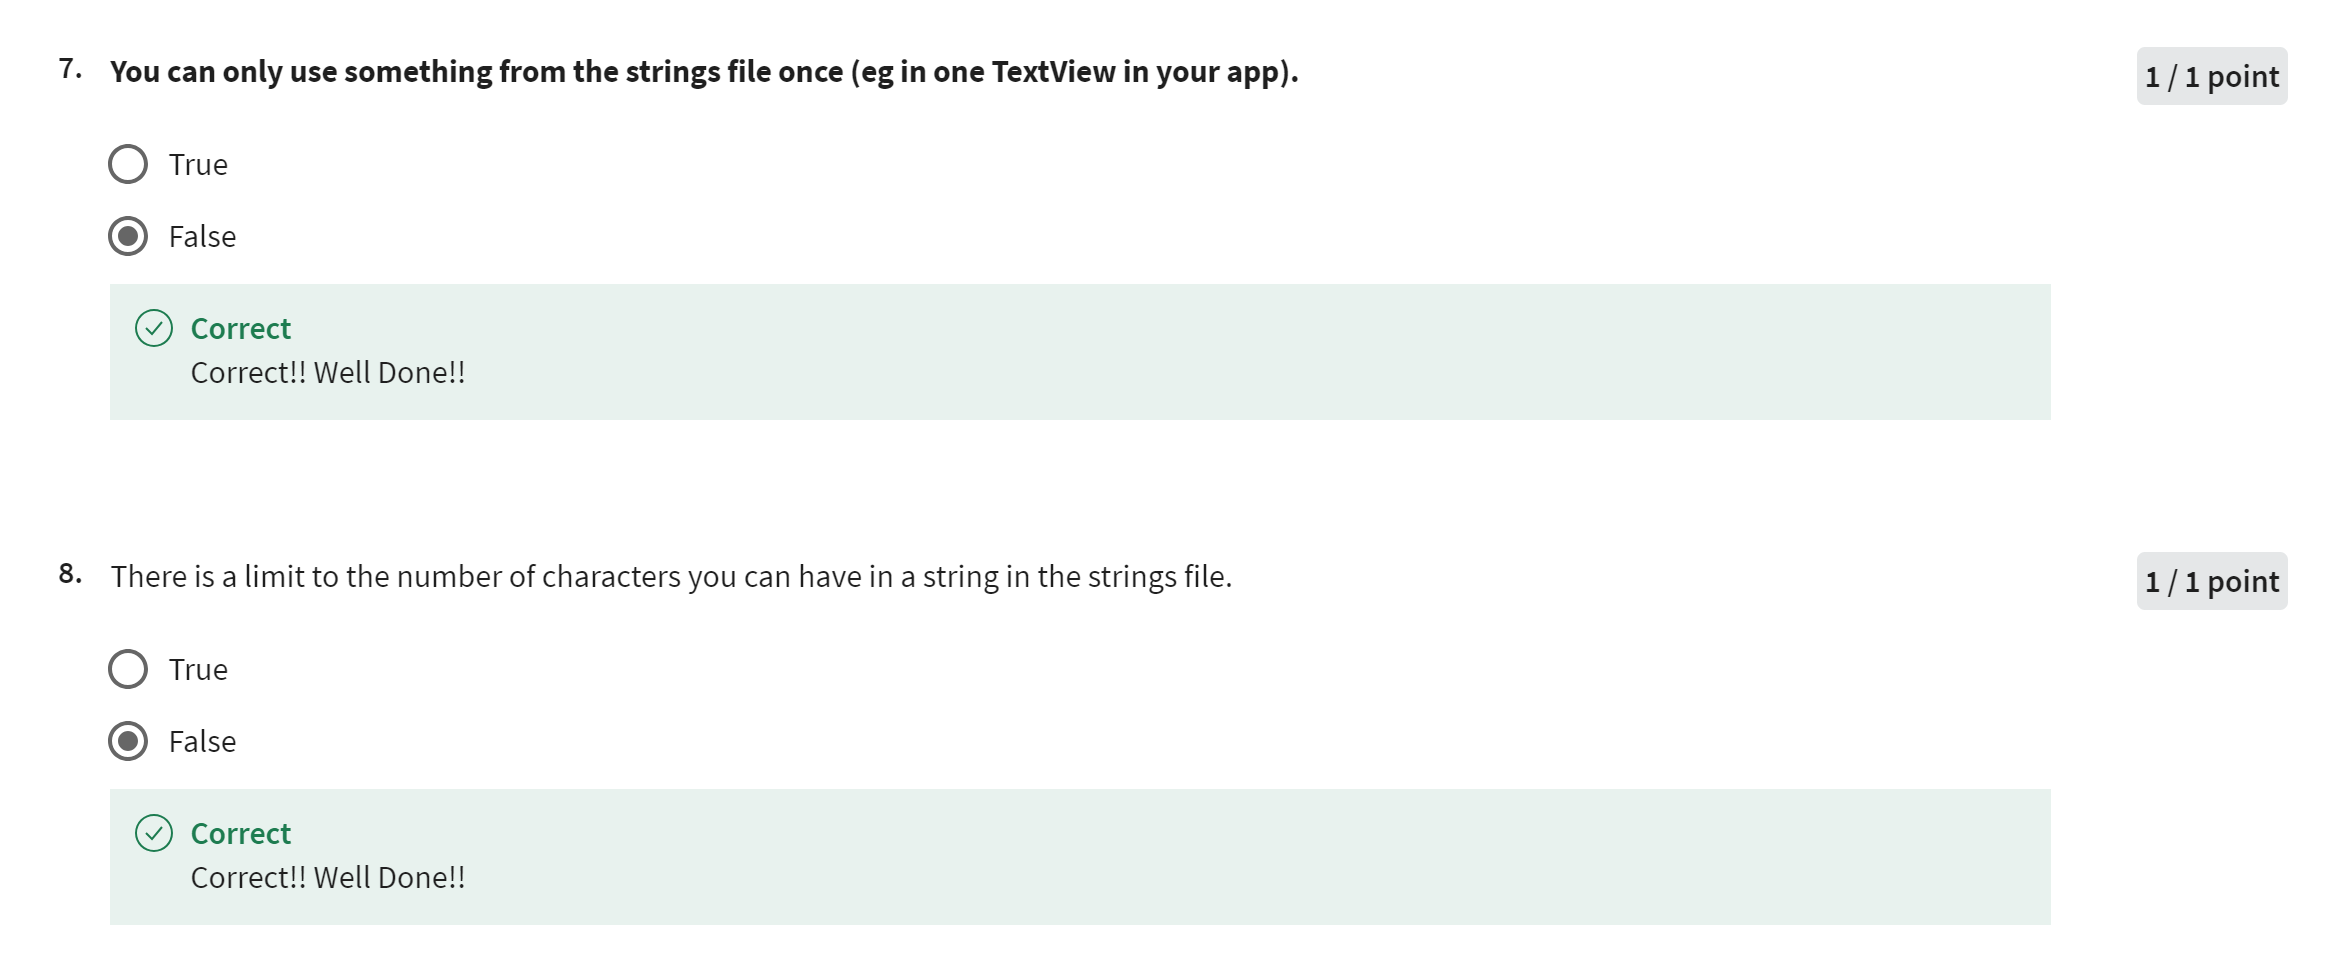 7. You can only use something from the strings file once (eg in one TextView in your app).
1 / 1 point
True
False
Correct
Correct!! Well Done!!
8. There is a limit to the number of characters you can have in a string in the strings file.
1 / 1 point
True
False
Correct
Correct!! Well Done!!